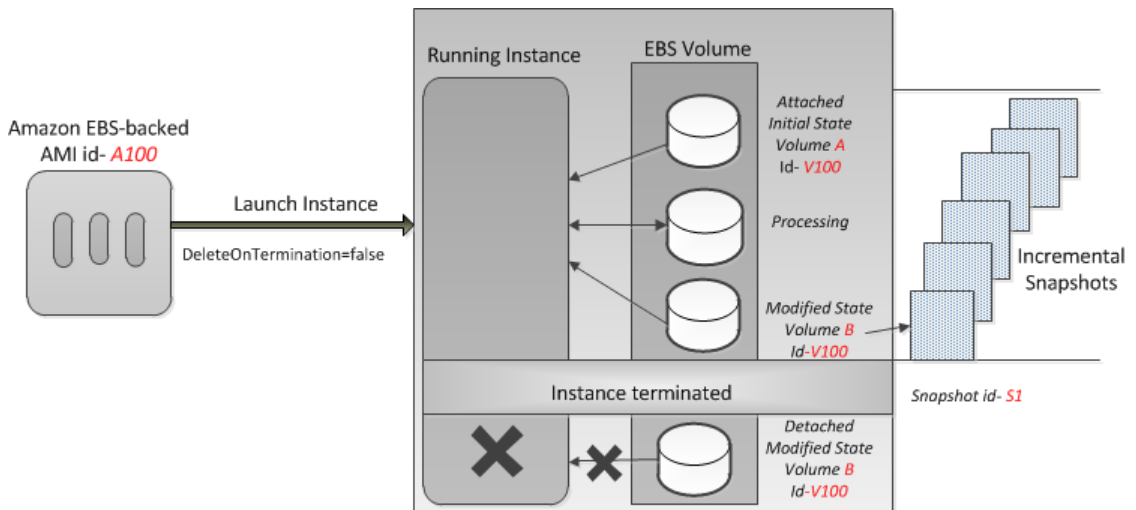 Amazon EBS-backed
AMI id- A100
Launch Instance
DeleteOnTermination=false
Running Instance
EBS Volume
Attached
Initial State
Volume A
Id- V100
Processing
Modified State
Volume B
Id-V100
Incremental
Snapshots
Snapshot id- S1
Instance terminated
Detached
Modified State
Volume B
Id-V100